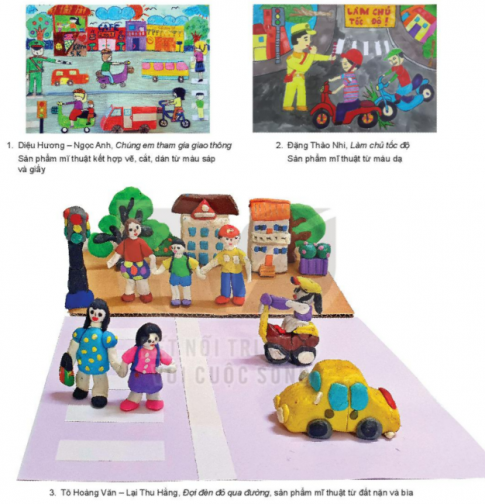 LÀM CHỦ
TỐC ĐỘ!
1. Diệu Hương – Ngọc Anh, Chúng em tham gia giao thông
Sản phẩm mĩ thuật kết hợp vẽ, cắt, dán từ màu sáp
và giấy
2. Đặng Thảo Nhi, Làm chủ tốc độ
Sản phẩm mĩ thuật từ màu dạ
KẾT NỐI TRI THỨC
VỚI CUỘC SỐNG
3. Tô Hoàng Vân – Lại Thu Hằng, Đợi đèn đỏ qua đường, sản phẩm mĩ thuật từ đất nặn và bìa